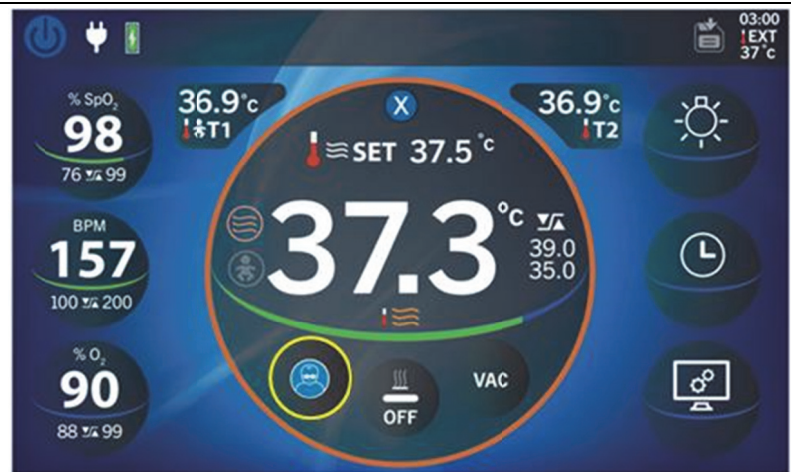 03:00
EXT
37°c
% SpO₂
98
76 99
BPM
157
100 200
% O₂
90
88 99
36.9°c
T1
X
36.9°c
T2
SET 37.5°c
37.3°c
39.0
35.0
OFF
VAC